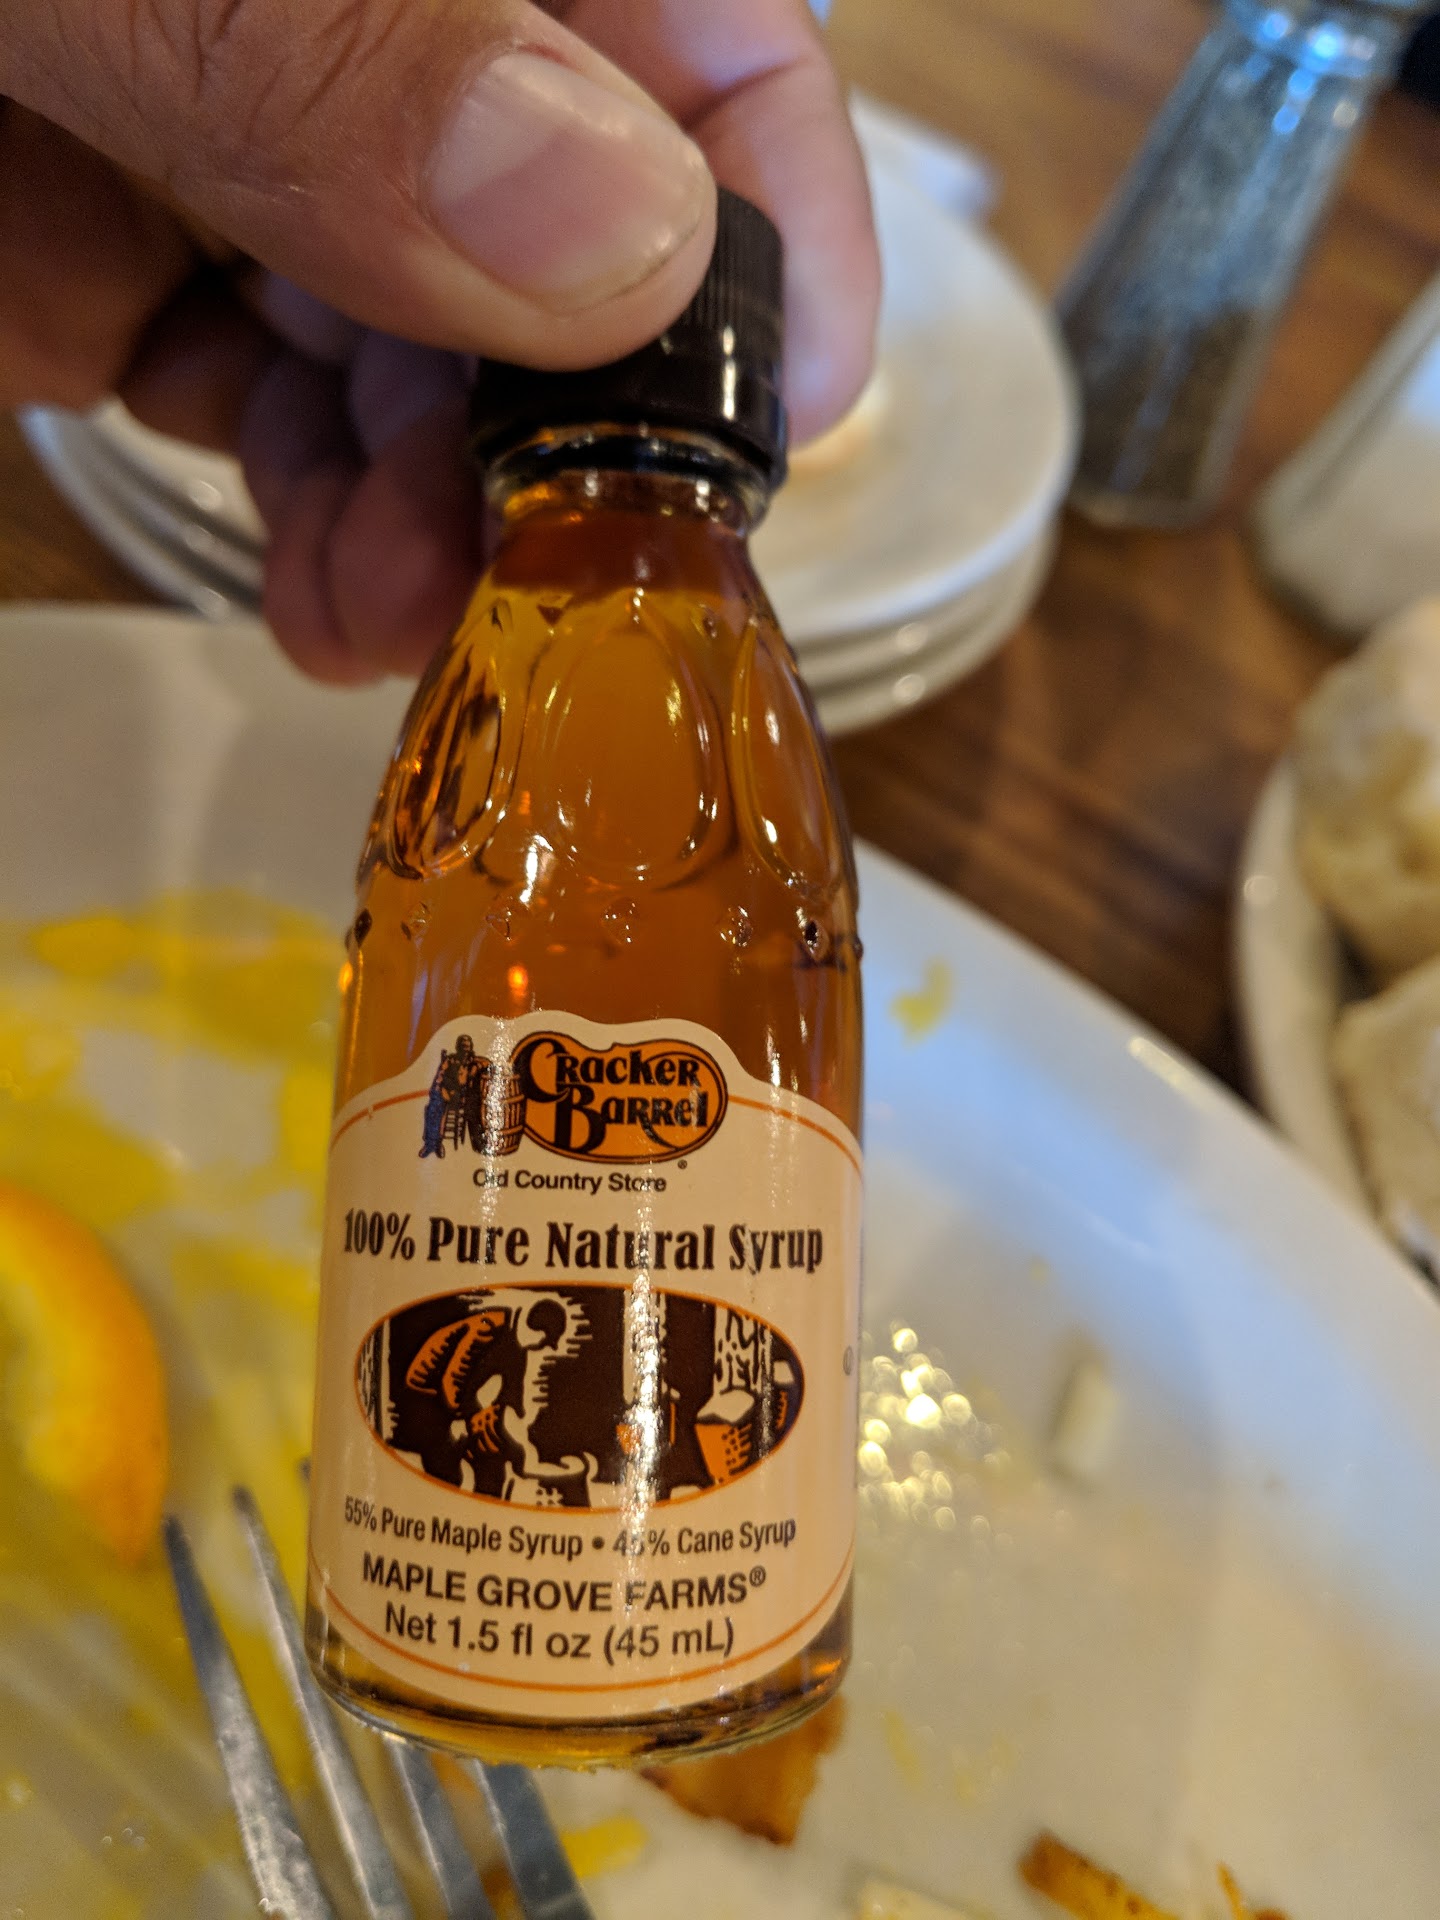 Cracker
Barrel
Old Country Store
100% Pure Natural Syrup
55% Pure Maple Syrup • 45% Cane Syrup
MAPLE GROVE FARMS®
Net 1.5 fl oz (45 mL)